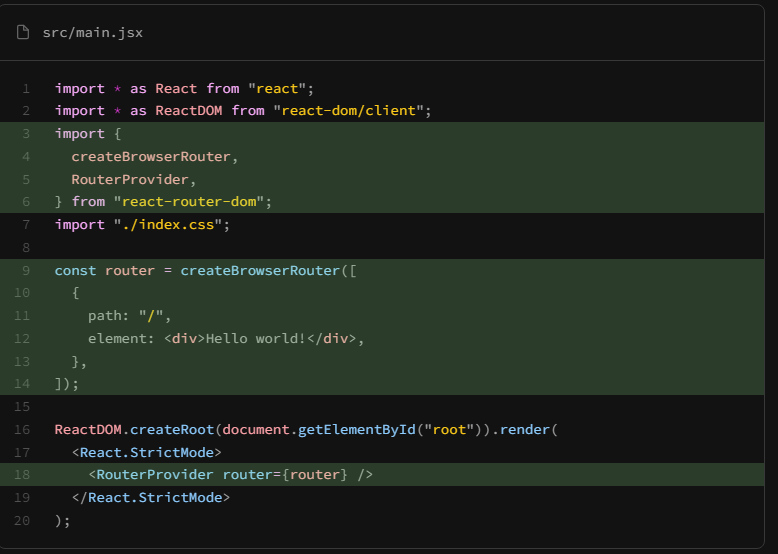 src/main.jsx
1 import * as React from "react";
2 import * as ReactDOM from "react-dom/client";
3 import {
4   createBrowserRouter,
5   RouterProvider,
6 } from "react-router-dom";
7 import "./index.css";
8
9 const router = createBrowserRouter([
10   {
11     path: "/",
12     element: <div>Hello world!</div>,
13   },
14 ]);
15
16 ReactDOM.createRoot(document.getElementById("root")).render(
17   <React.StrictMode>
18     <RouterProvider router={router} />
19   </React.StrictMode>
20 );